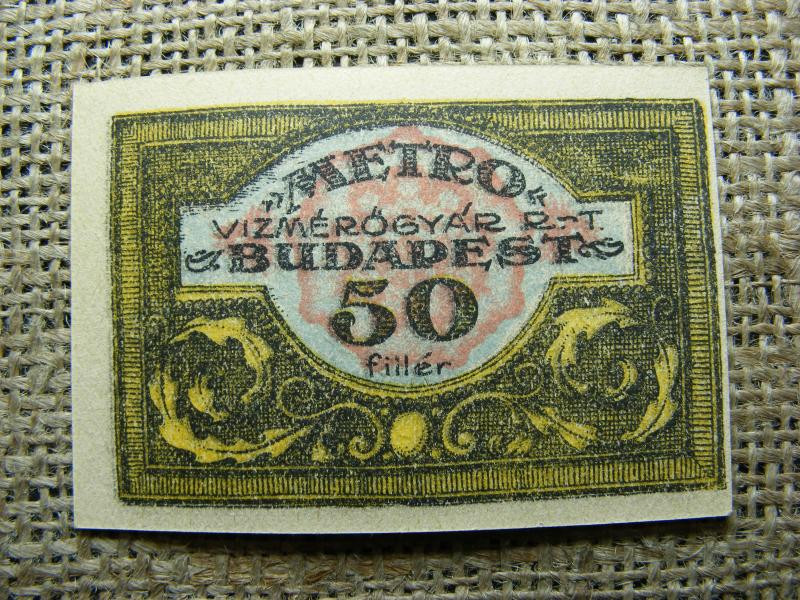 „METRO”
VIZMÉRŐGYÁR R-T.
BUDAPEST
50
fillér